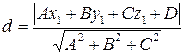 d = |Ax₁ + By₁ + Cz₁ + D| / √(A² + B² + C²)